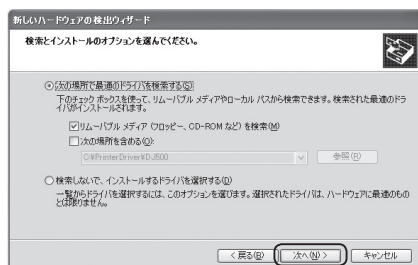 新しいハードウェアの検出ウィザード
検索とインストールのオプションを選んでください。
次の場所で最適のドライバを検索する(S)
下のチェック ボックスを使って、リムーバブル メディアやローカル パスから検索できます。検索された最適のドラ
イバがインストールされます。
リムーバブル メディア (フロッピー、CD-ROM など) を検索(M)
次の場所を含める(O):
C:¥PrinterDriver¥DJ500
参照(R)
検索しないで、インストールするドライバを選択する(D)
一覧からドライバを選択するには、このオプションを選びます。選択されたドライバは、ハードウェアに最適のもの
とは限りません。
< 戻る(B)
次へ(N) >
キャンセル